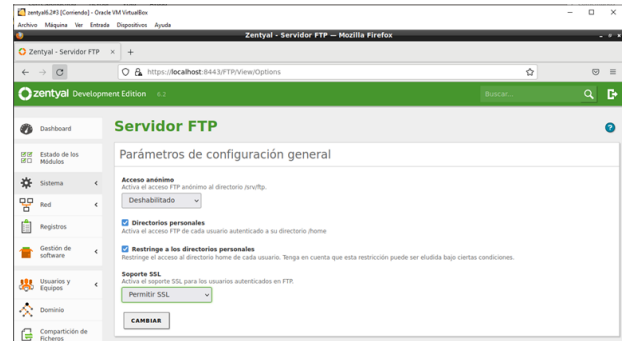 zentyal6.2#3 [Corriendo] - Oracle VM VirtualBox
Archivo Máquina Ver Entrada Dispositivos Ayuda
Zentyal - Servidor FTP — Mozilla Firefox
Zentyal - Servidor FTP
https://localhost:8443/FTP/View/Options
zentyal Development Edition 6.2
Buscar...
Dashboard
Estado de los
Módulos
Sistema
Red
Registros
Gestión de
software
Usuarios y
Equipos
Dominio
Compartición de
Ficheros
Servidor FTP
Parámetros de configuración general
Acceso anónimo
Activa el acceso FTP anónimo al directorio /srv/ftp.
Deshabilitado
Directorios personales
Activa el acceso FTP de cada usuario autenticado a su directorio /home
Restringe a los directorios personales
Restringe el acceso al directorio home de cada usuario. Tenga en cuenta que esta restricción puede ser eludida bajo ciertas condiciones.
Soporte SSL
Activa el soporte SSL para los usuarios autenticados en FTP.
Permitir SSL
CAMBIAR